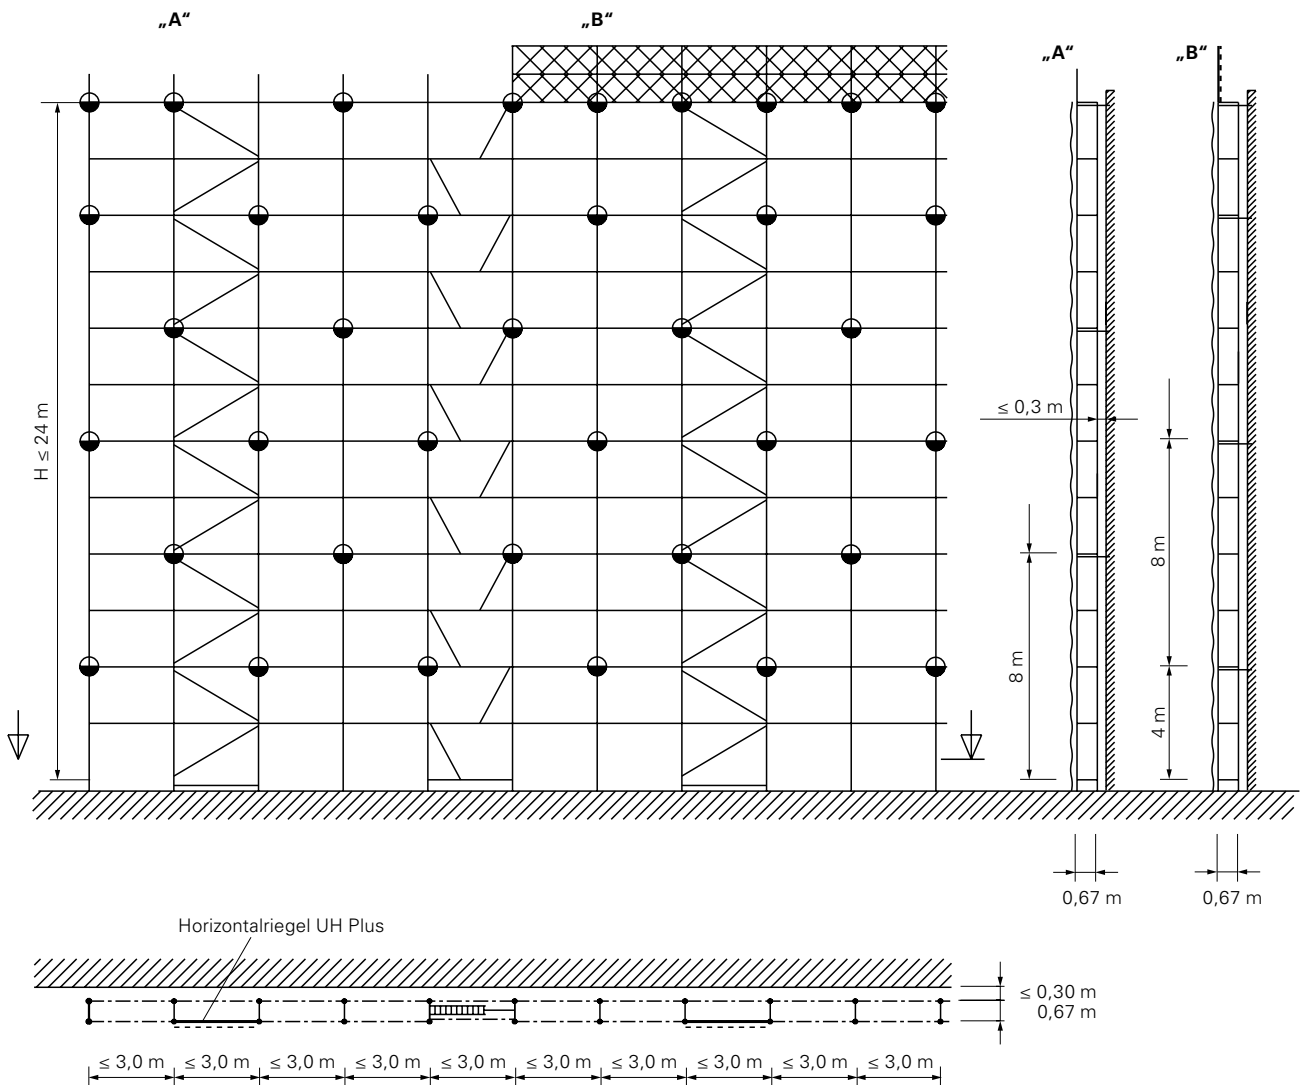 „A“
„B“
„A“
„B“
≤ 0,3 m
H ≤ 24 m
8 m
8 m
4 m
0,67 m
0,67 m
Horizontalriegel UH Plus
≤ 0,30 m
0,67 m
≤ 3,0 m
≤ 3,0 m
≤ 3,0 m
≤ 3,0 m
≤ 3,0 m
≤ 3,0 m
≤ 3,0 m
≤ 3,0 m
≤ 3,0 m
≤ 3,0 m